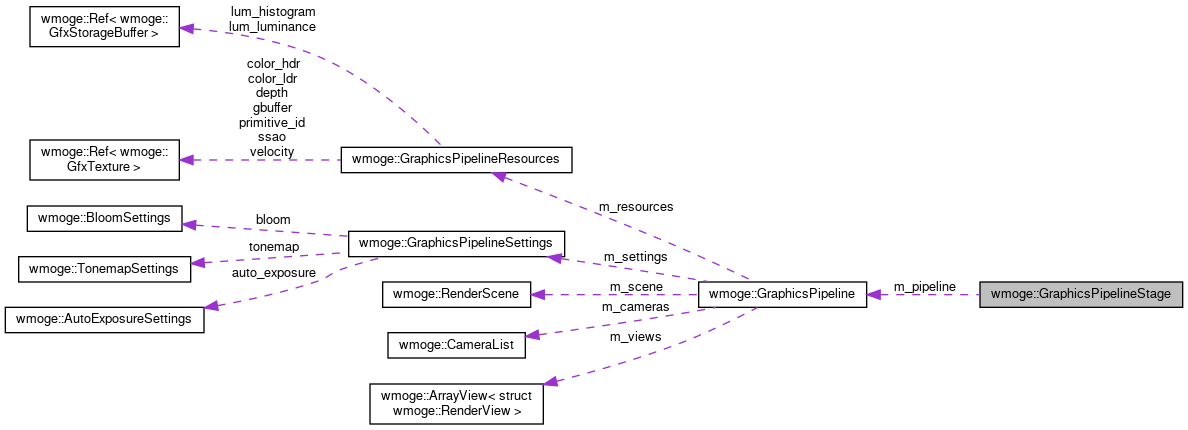 wmoge::Ref< wmoge::
GfxStorageBuffer >
lum_histogram
lum_luminance
color_hdr
color_ldr
depth
gbuffer
primitive_id
ssao
velocity
wmoge::Ref< wmoge::
GfxTexture >
wmoge::GraphicsPipelineResources
m_resources
wmoge::BloomSettings
bloom
wmoge::GraphicsPipelineSettings
tonemap
wmoge::TonemapSettings
m_settings
auto_exposure
wmoge::AutoExposureSettings
wmoge::RenderScene
m_scene
wmoge::GraphicsPipeline
m_pipeline
wmoge::GraphicsPipelineStage
m_cameras
wmoge::CameraList
m_views
wmoge::ArrayView< struct
wmoge::RenderView >